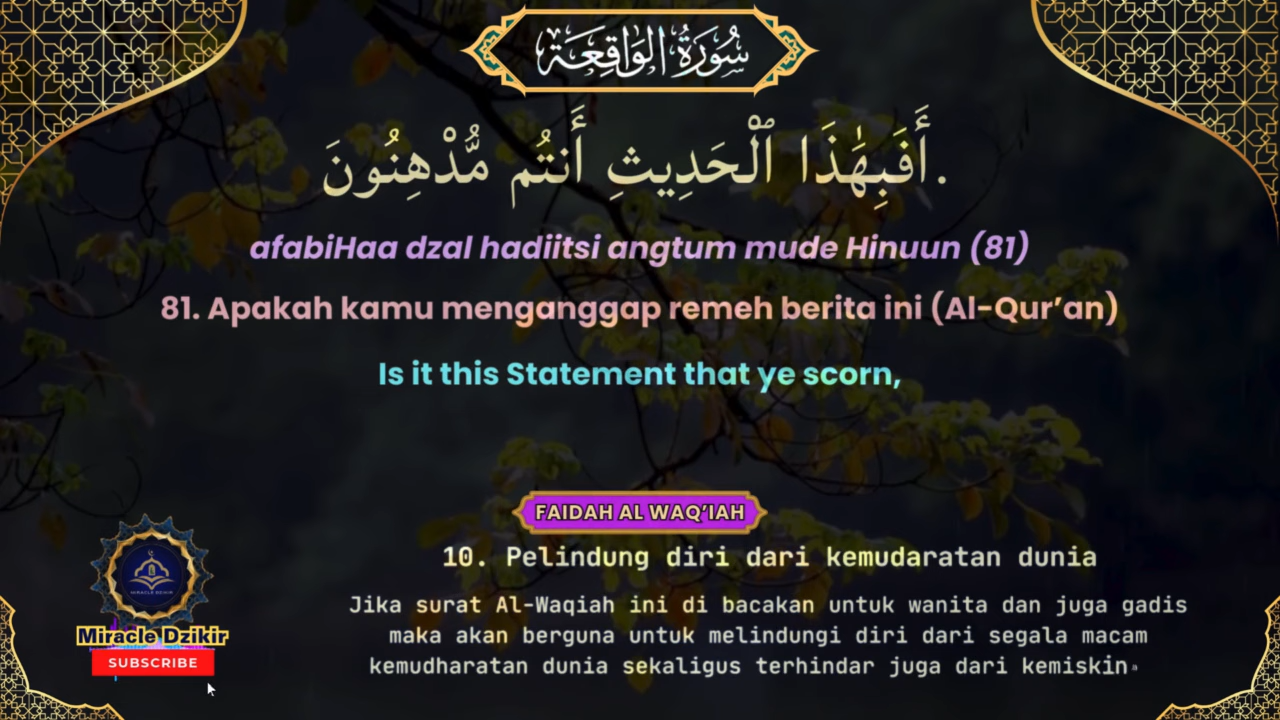 سُورَةُ الوَاقِعَة
أَفَبِهَٰذَا ٱلْحَدِيثِ أَنتُم مُّدْهِنُونَ.
afabiHaa dzal hadiitsi angtum mude Hinuun (81)
81. Apakah kamu menganggap remeh berita ini (Al-Qur’an)
Is it this Statement that ye scorn,
FAIDAH AL WAQ’IAH
10. Pelindung diri dari kemudaratan dunia
Jika surat Al-Waqiah ini di bacakan untuk wanita dan juga gadis
maka akan berguna untuk melindungi diri dari segala macam
kemudharatan dunia sekaligus terhindar juga dari kemiskin
MIRACLE DZIKIR
Miracle Dzikir
SUBSCRIBE